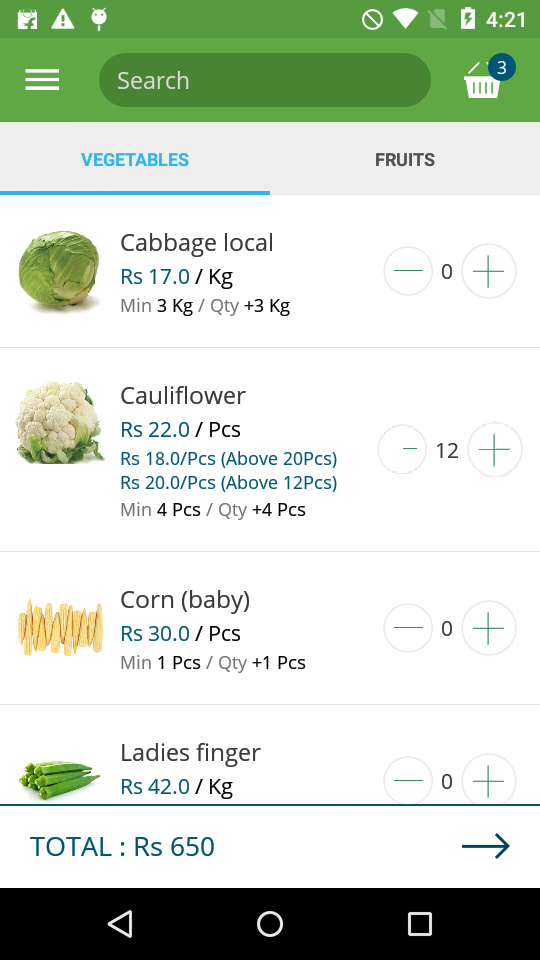 4:21
Search
3
VEGETABLES
FRUITS
Cabbage local
Rs 17.0 / Kg
0
Min 3 Kg / Qty +3 Kg
Cauliflower
Rs 22.0 / Pcs
12
Rs 18.0/Pcs (Above 20Pcs)
Rs 20.0/Pcs (Above 12Pcs)
Min 4 Pcs / Qty +4 Pcs
Corn (baby)
Rs 30.0 / Pcs
0
Min 1 Pcs / Qty +1 Pcs
Ladies finger
Rs 42.0 / Kg
0
TOTAL : Rs 650